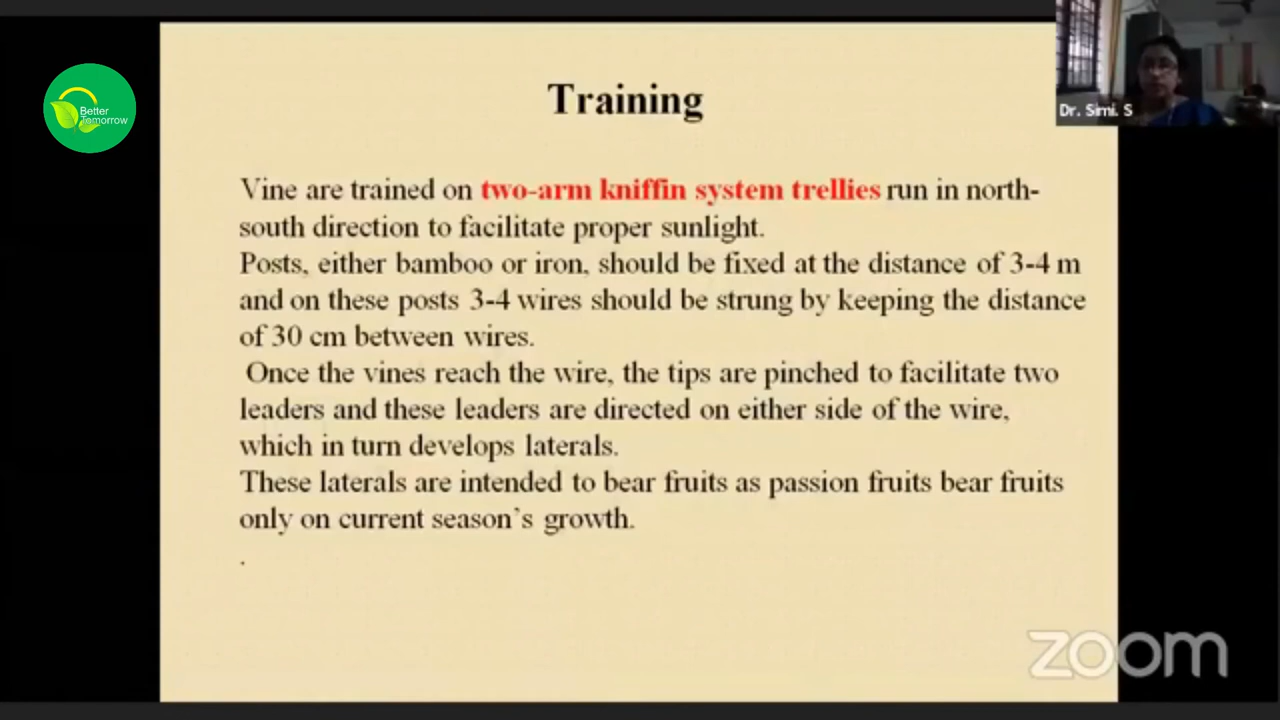 Better
Tomorrow
Training
Dr. Simi. S
Vine are trained on two-arm kniffin system trellies run in north-
south direction to facilitate proper sunlight.
Posts, either bamboo or iron, should be fixed at the distance of 3-4 m
and on these posts 3-4 wires should be strung by keeping the distance
of 30 cm between wires.
Once the vines reach the wire, the tips are pinched to facilitate two
leaders and these leaders are directed on either side of the wire,
which in turn develops laterals.
These laterals are intended to bear fruits as passion fruits bear fruits
only on current season's growth.
.
zoom